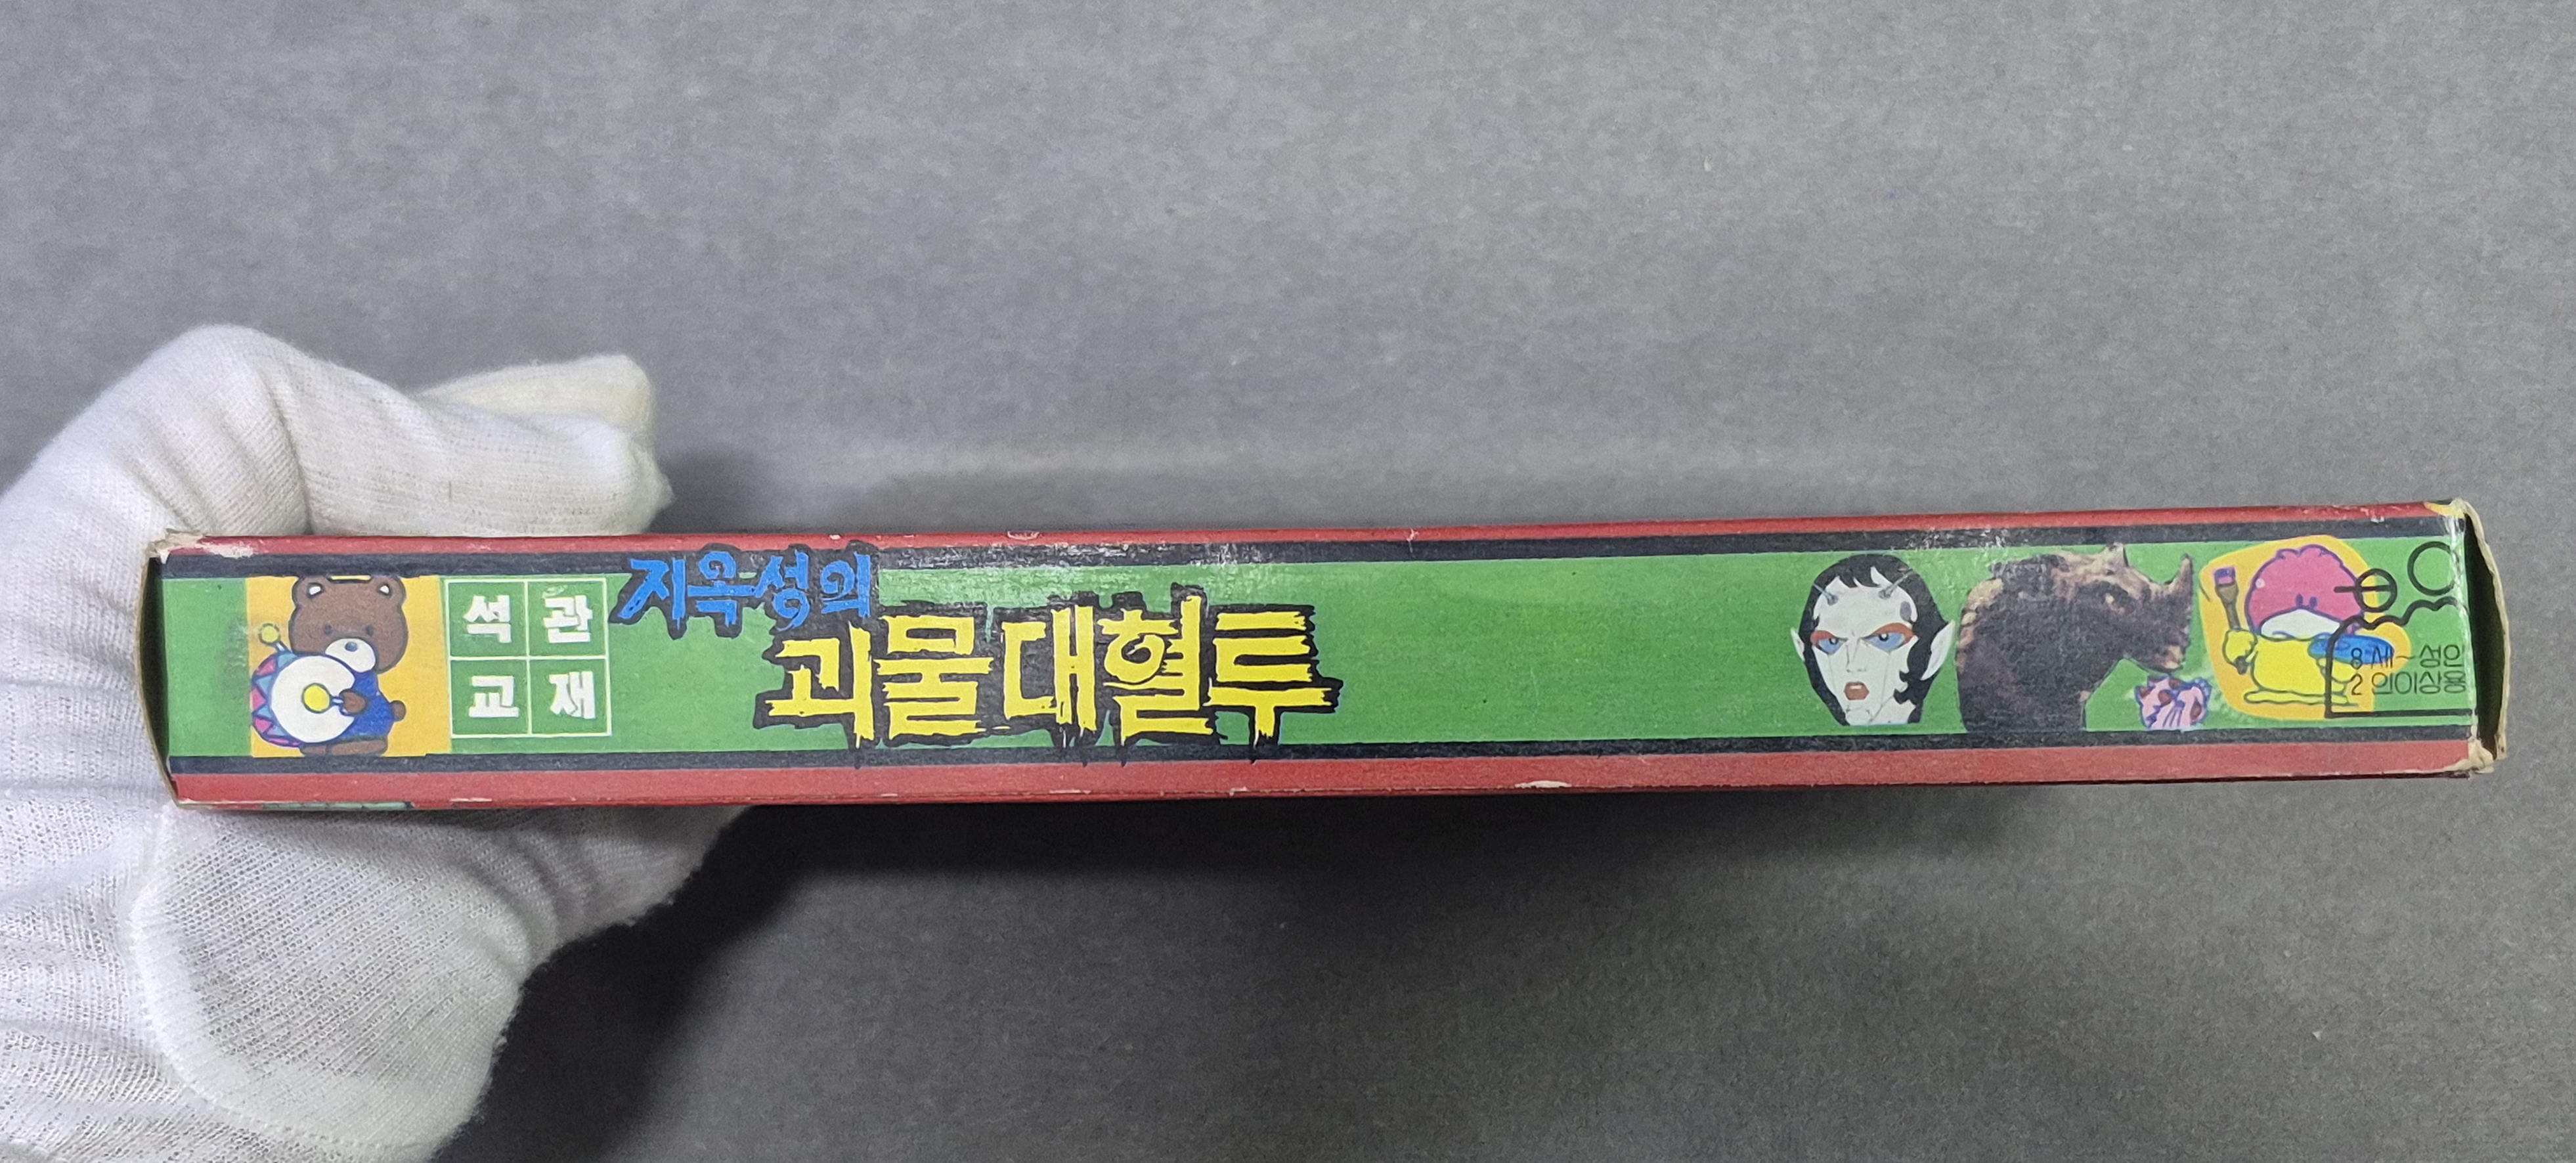 석관
교재
지옥성의
괴물대혈투
8세~성인
2인이상용